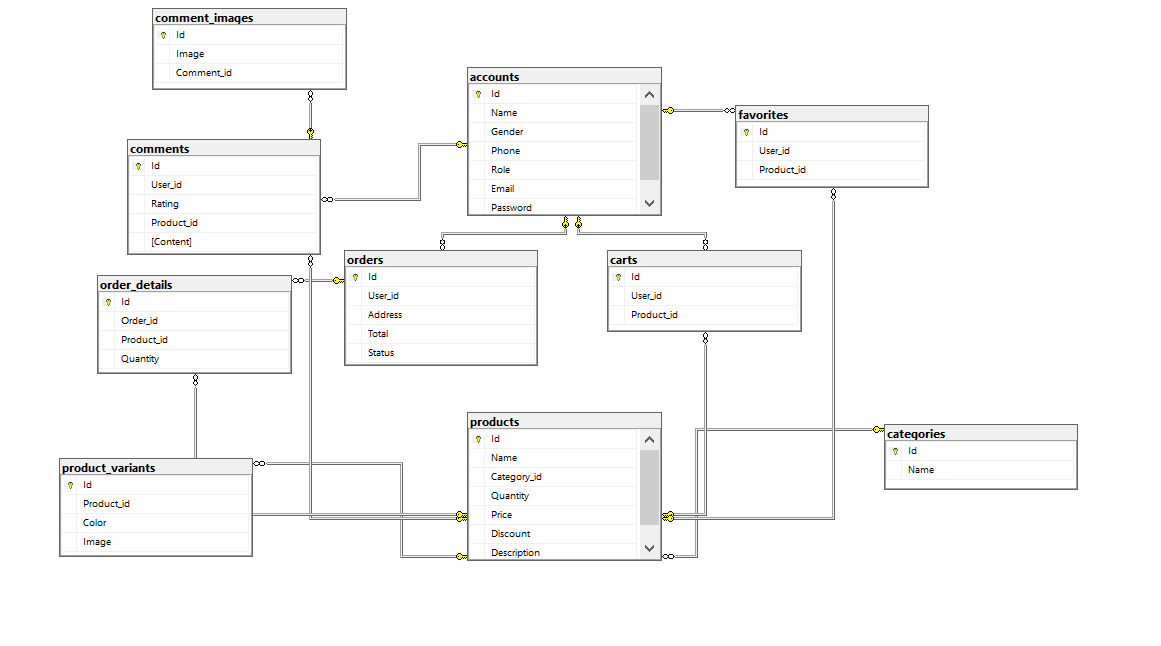 comment_images
Id
Image
Comment_id
accounts
Id
Name
Gender
Phone
Role
Email
Password
favorites
Id
User_id
Product_id
comments
Id
User_id
Rating
Product_id
[Content]
orders
Id
User_id
Address
Total
Status
carts
Id
User_id
Product_id
order_details
Id
Order_id
Product_id
Quantity
products
Id
Name
Category_id
Quantity
Price
Discount
Description
categories
Id
Name
product_variants
Id
Product_id
Color
Image